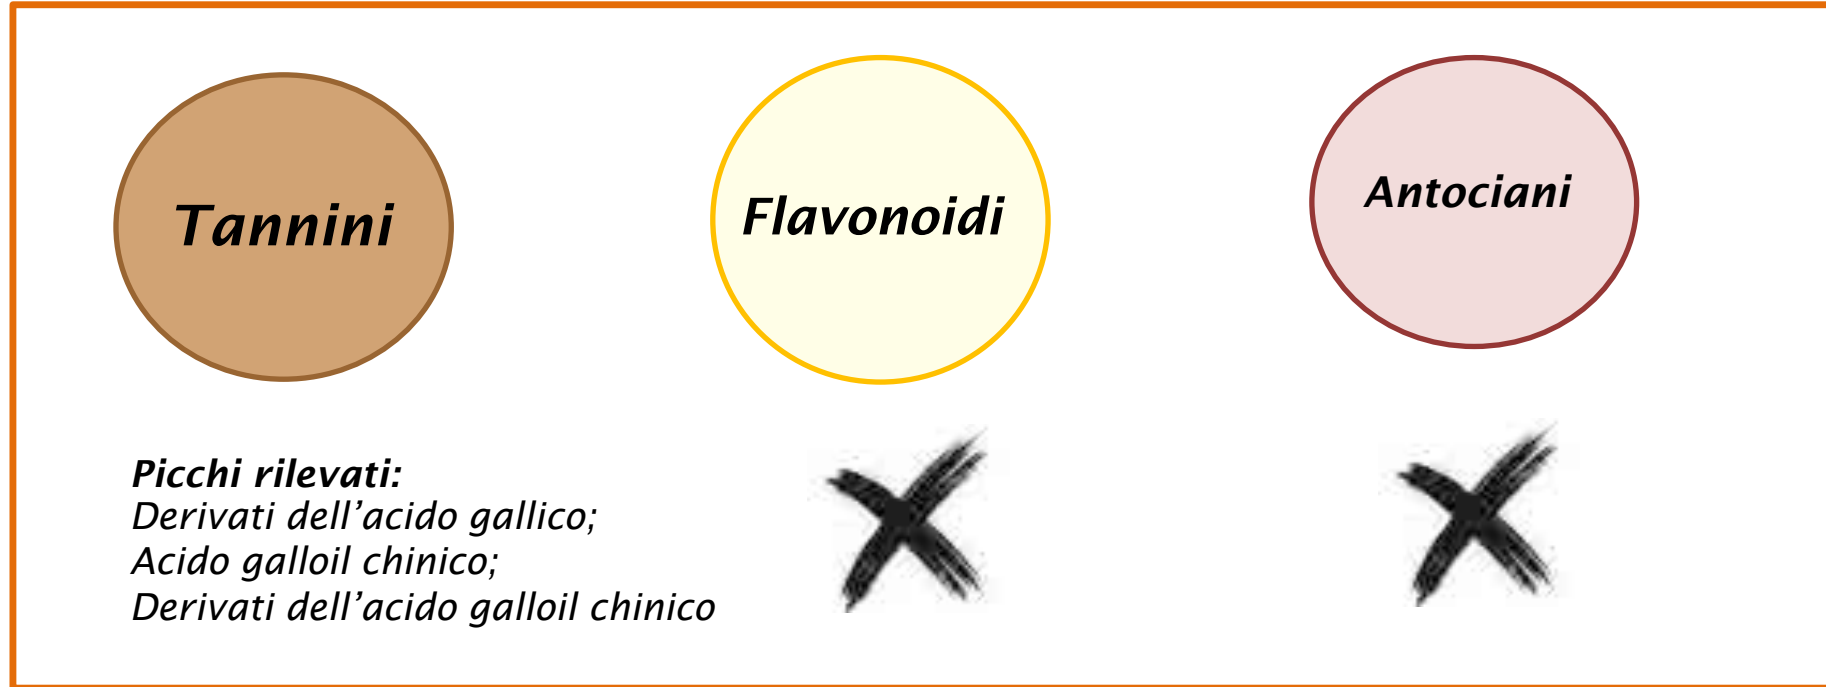 Tannini
Flavonoidi
Antociani
Picchi rilevati:
Derivati dell’acido gallico;
Acido galloil chinico;
Derivati dell’acido galloil chinico